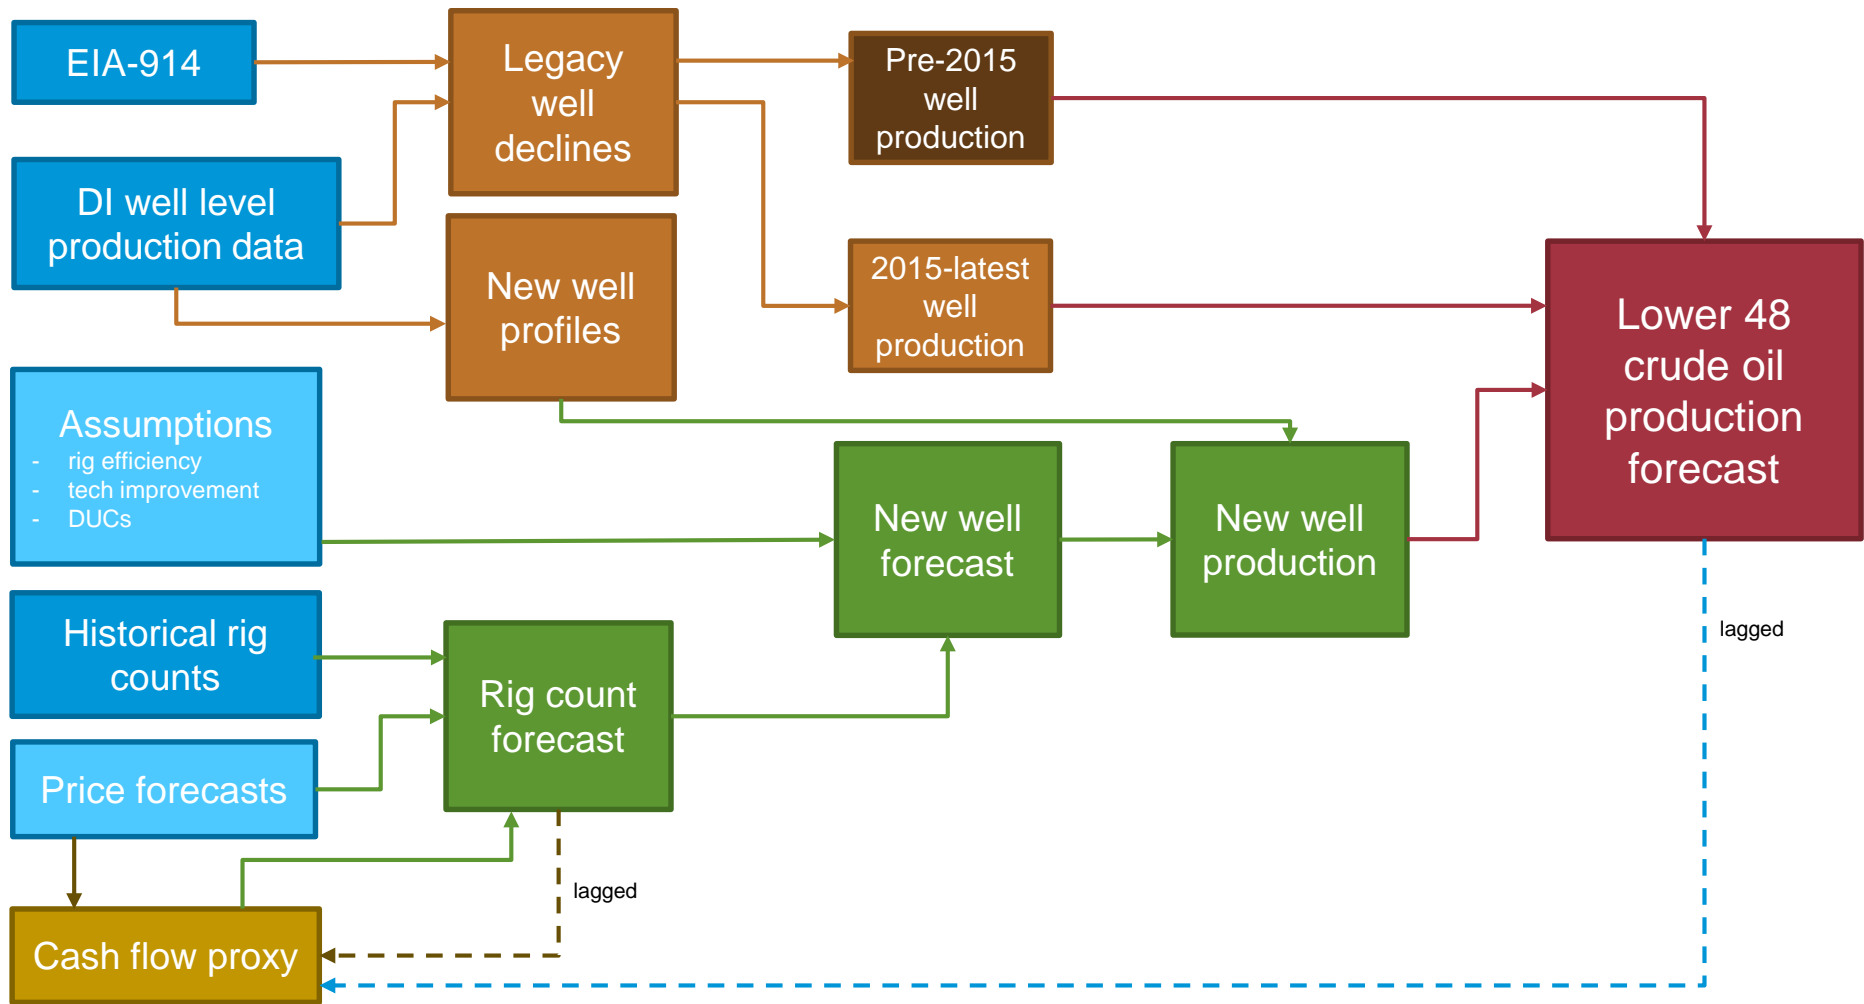 EIA-914
Legacy
well
declines
Pre-2015
well
production
DI well level
production data
New well
profiles
2015-latest
well
production
Lower 48
crude oil
production
forecast
Assumptions
- rig efficiency
- tech improvement
- DUCs
New well
forecast
New well
production
Historical rig
counts
Rig count
forecast
lagged
Price forecasts
lagged
Cash flow proxy